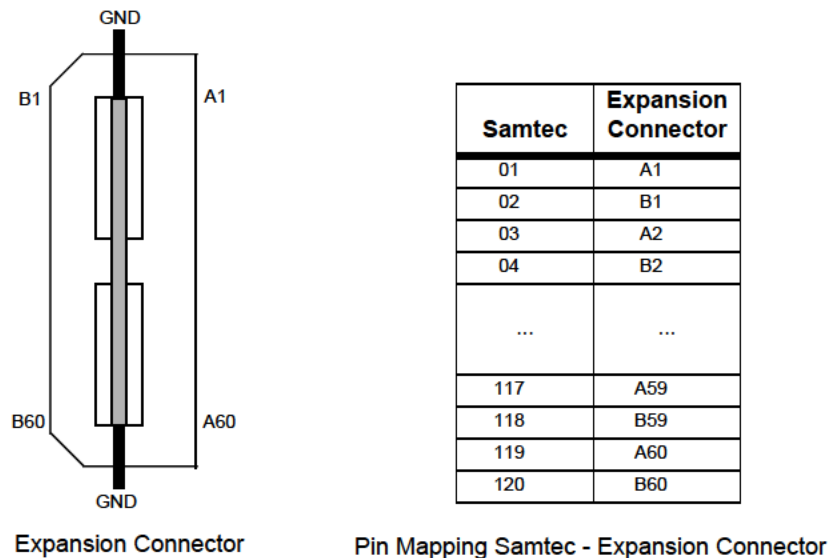 GND
B1
A1
B60
A60
GND
Expansion Connector
Samtec Expansion Connector
01 A1
02 B1
03 A2
04 B2
... ...
117 A59
118 B59
119 A60
120 B60
Pin Mapping Samtec - Expansion Connector